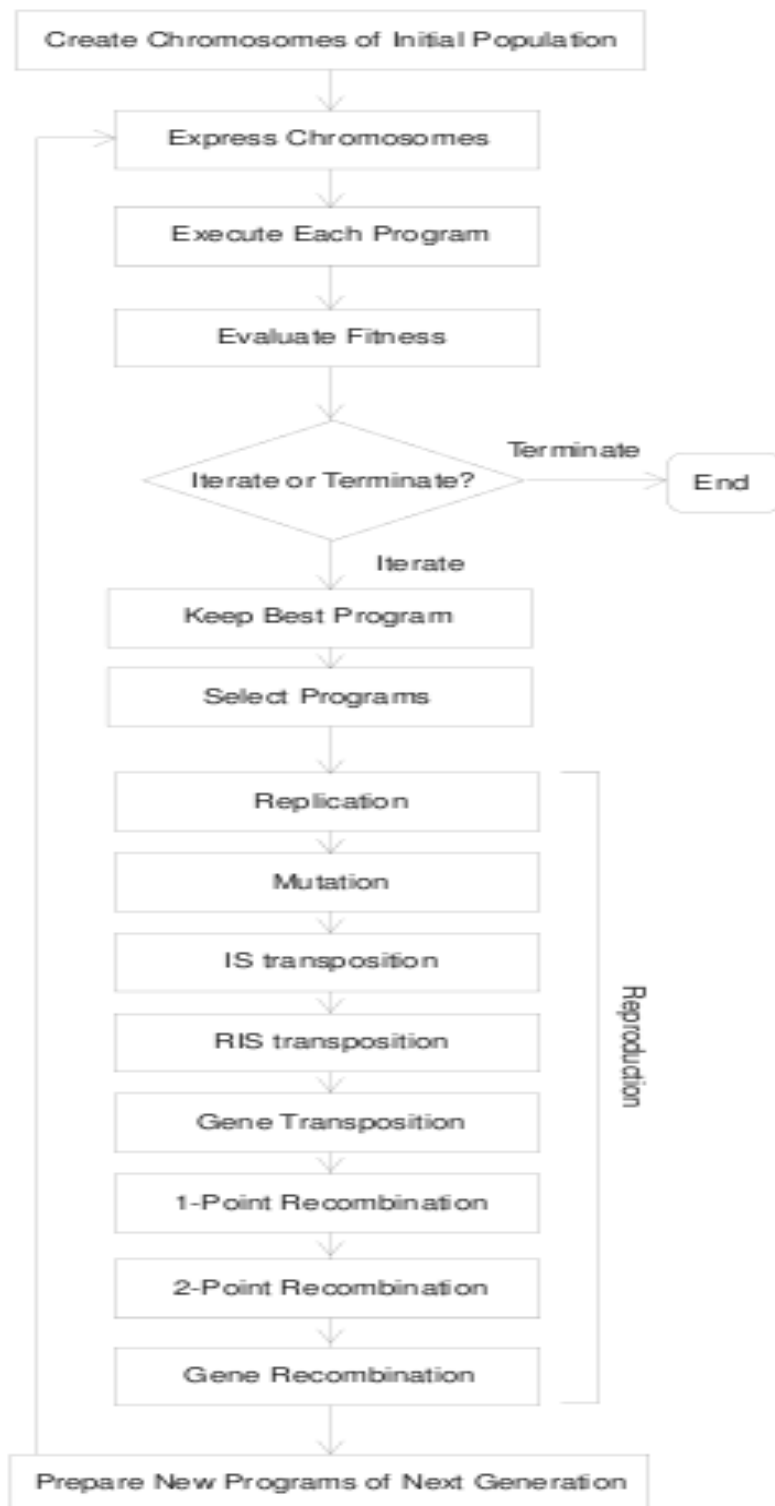 Create Chromosomes of Initial Population
Express Chromosomes
Execute Each Program
Evaluate Fitness
Iterate or Terminate?
Terminate
End
Iterate
Keep Best Program
Select Programs
Replication
Mutation
IS transposition
RIS transposition
Gene Transposition
1-Point Recombination
2-Point Recombination
Gene Recombination
Reproduction
Prepare New Programs of Next Generation